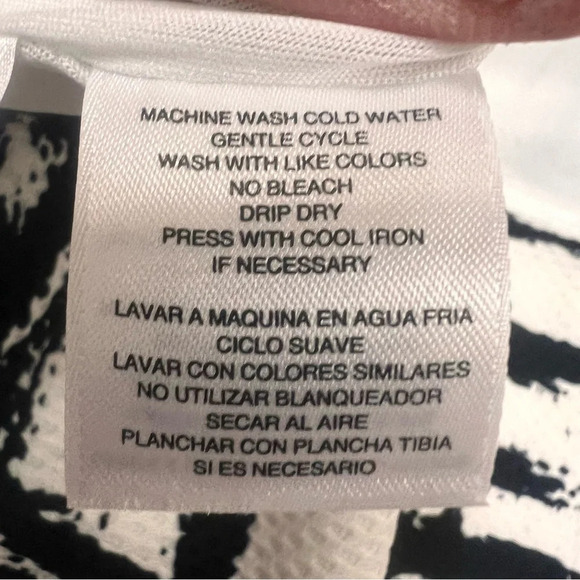 MACHINE WASH COLD WATER
GENTLE CYCLE
WASH WITH LIKE COLORS
NO BLEACH
DRIP DRY
PRESS WITH COOL IRON
IF NECESSARY
LAVAR A MAQUINA EN AGUA FRIA
CICLO SUAVE
LAVAR CON COLORES SIMILARES
NO UTILIZAR BLANQUEADOR
SECAR AL AIRE
PLANCHAR CON PLANCHA TIBIA
SI ES NECESARIO